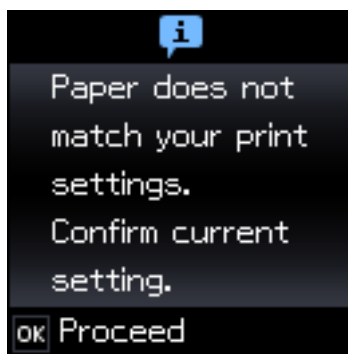 i
Paper does not
match your print
settings.
Confirm current
setting.
OK Proceed